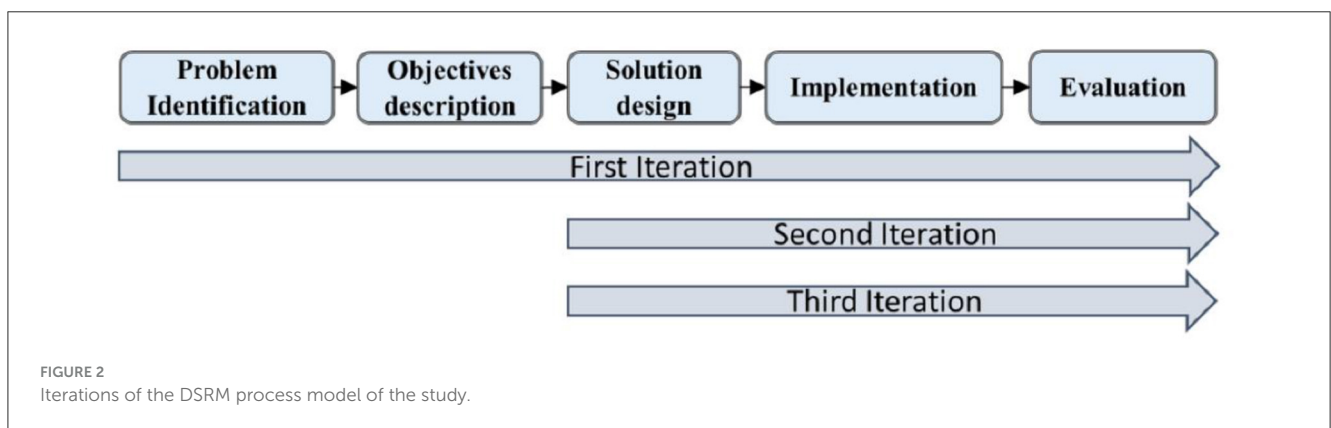 Problem
Identification
Objectives
description
Solution
design
Implementation
Evaluation
First Iteration
Second Iteration
Third Iteration
FIGURE 2
Iterations of the DSRM process model of the study.